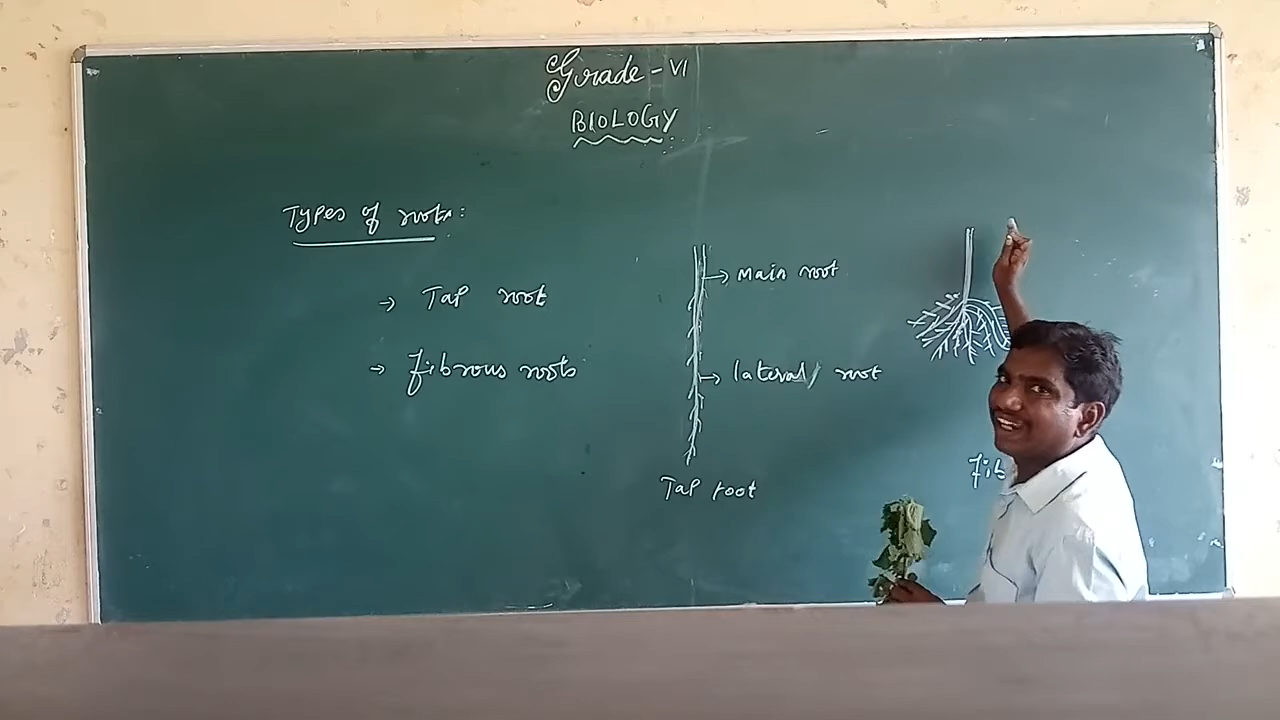 Grade - VI
BIOLOGY
Types of roots:
→ Tap root
→ fibrous roots
→ Main root
→ lateral root
Tap root
fib